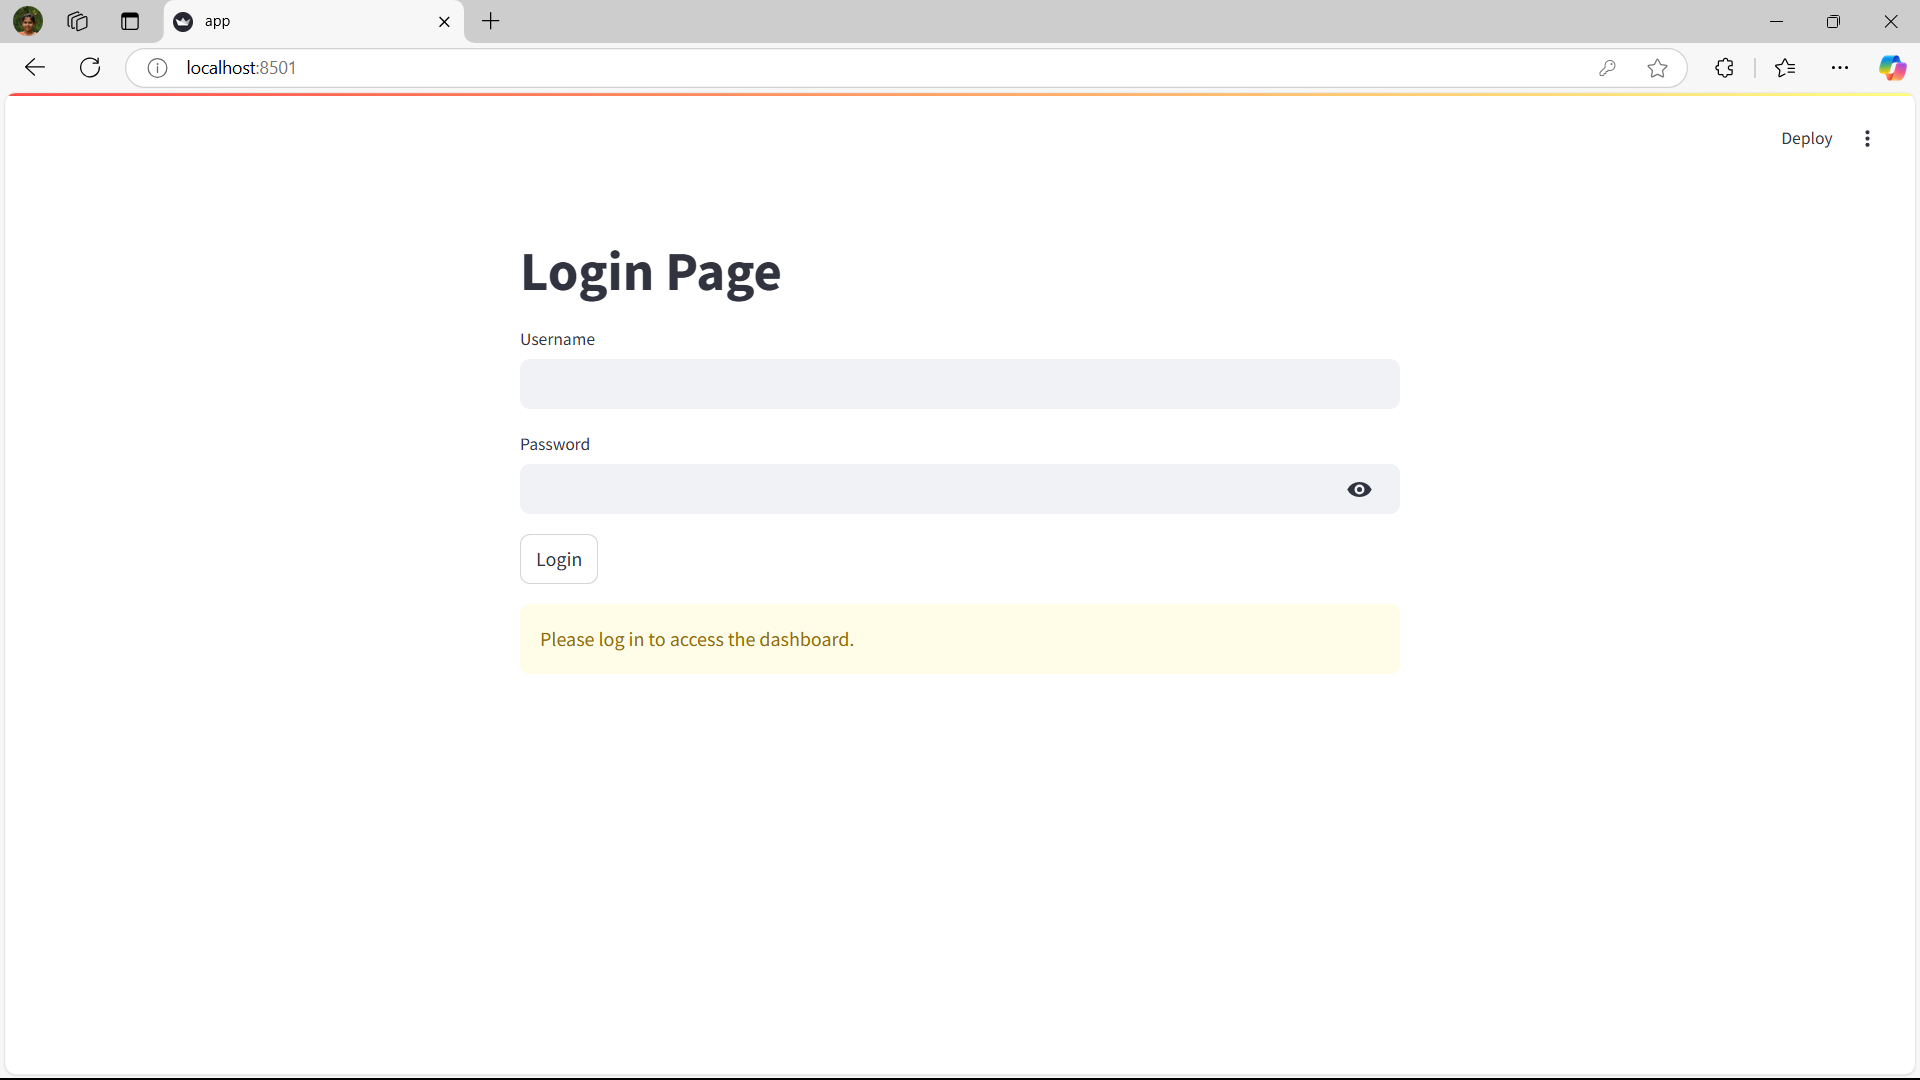 app
localhost:8501
Deploy
Login Page
Username
Password
Login
Please log in to access the dashboard.